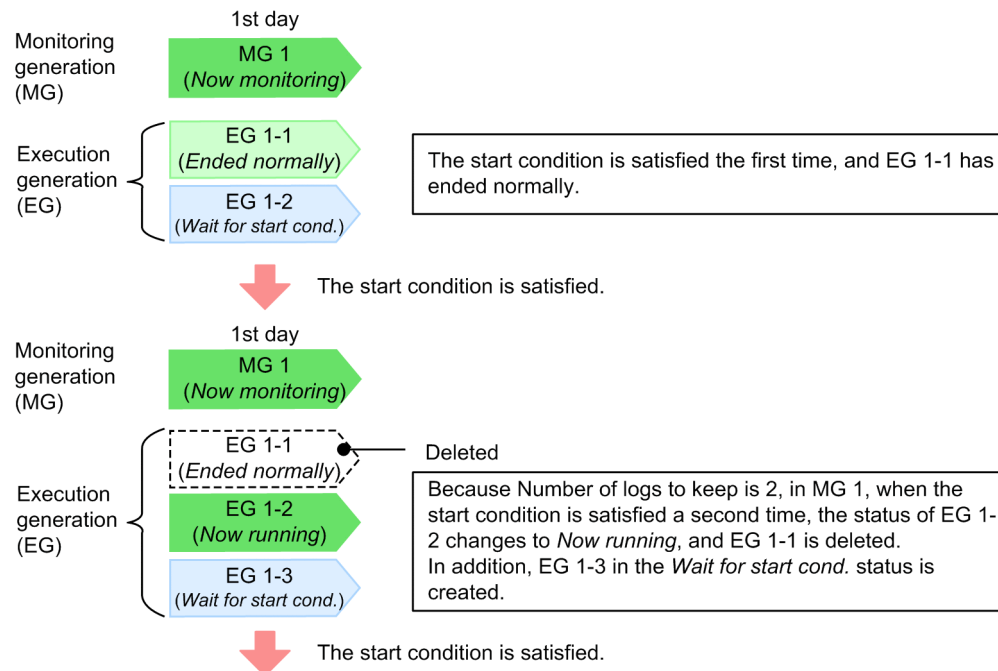 1st day
Monitoring
generation
(MG)
MG 1
(Now monitoring)
Execution
generation
(EG)
EG 1-1
(Ended normally)
EG 1-2
(Wait for start cond.)
The start condition is satisfied the first time, and EG 1-1 has
ended normally.
The start condition is satisfied.
1st day
Monitoring
generation
(MG)
MG 1
(Now monitoring)
Execution
generation
(EG)
EG 1-1
(Ended normally)
Deleted
EG 1-2
(Now running)
EG 1-3
(Wait for start cond.)
Because Number of logs to keep is 2, in MG 1, when the
start condition is satisfied a second time, the status of EG 1-
2 changes to Now running, and EG 1-1 is deleted.
In addition, EG 1-3 in the Wait for start cond. status is
created.
The start condition is satisfied.